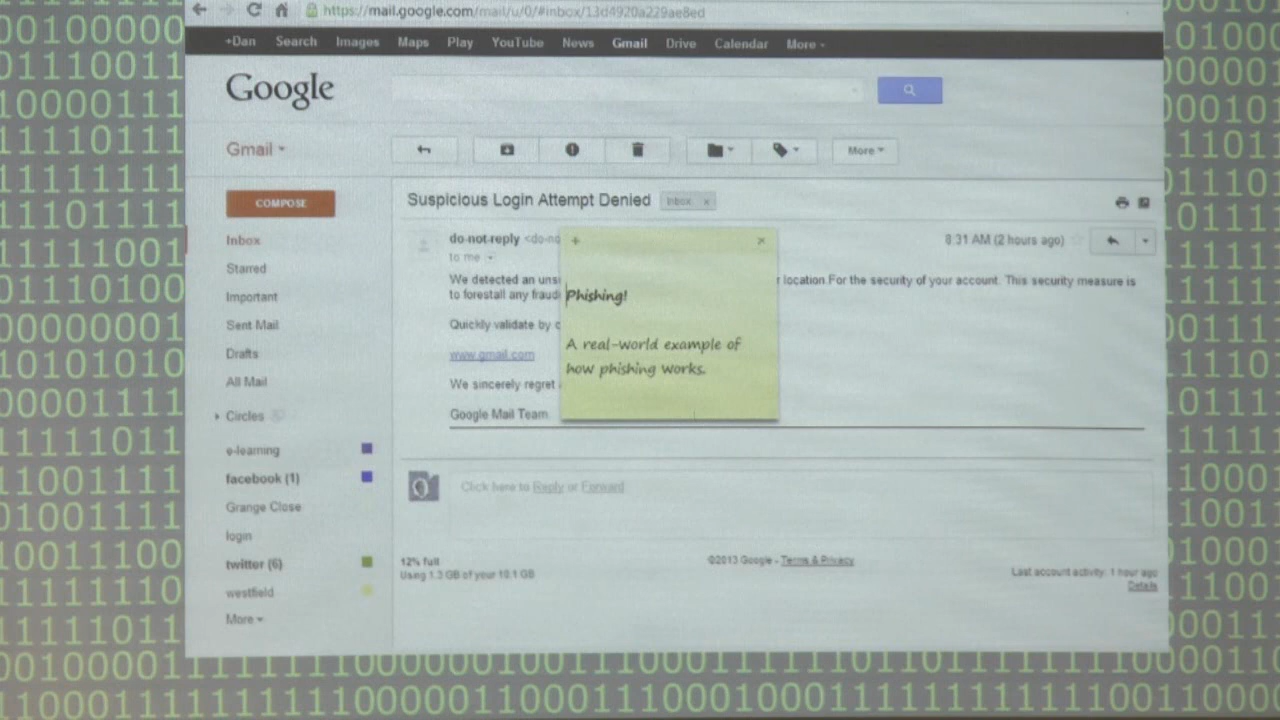 https://mail.google.com/mail/u/0/#inbox/13d4920a229ae8ed
+Dan Search Images Maps Play YouTube News Gmail Drive Calendar More
Google
Gmail
More
COMPOSE
Suspicious Login Attempt Denied Inbox x
Inbox
Starred
Important
Sent Mail
Drafts
All Mail
Circles
e-learning
facebook (1)
Grange Close
login
twitter (6)
westfield
More
do-not-reply <do-no
8:31 AM (2 hours ago)
to me
We detected an uns r location.For the security of your account. This security measure is
to forestall any fraud
Quickly validate by c
www.gmail.com
We sincerely regret
Google Mail Team
Phishing!
A real-world example of
how phishing works.
Click here to Reply or Forward
12% full
Using 1.3 GB of your 10.1 GB
©2013 Google - Terms & Privacy
Last account activity: 1 hour ago
Details